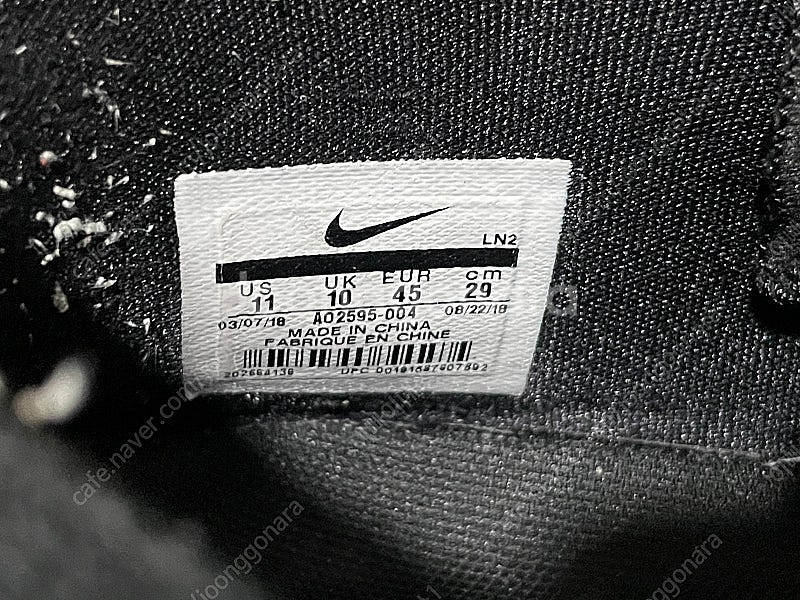 LN2
US UK EUR cm
11 10 45 29
03/07/18 AO2595-004 08/22/18
MADE IN CHINA
FABRIQUE EN CHINE
cafe.naver.com/
joonggonara